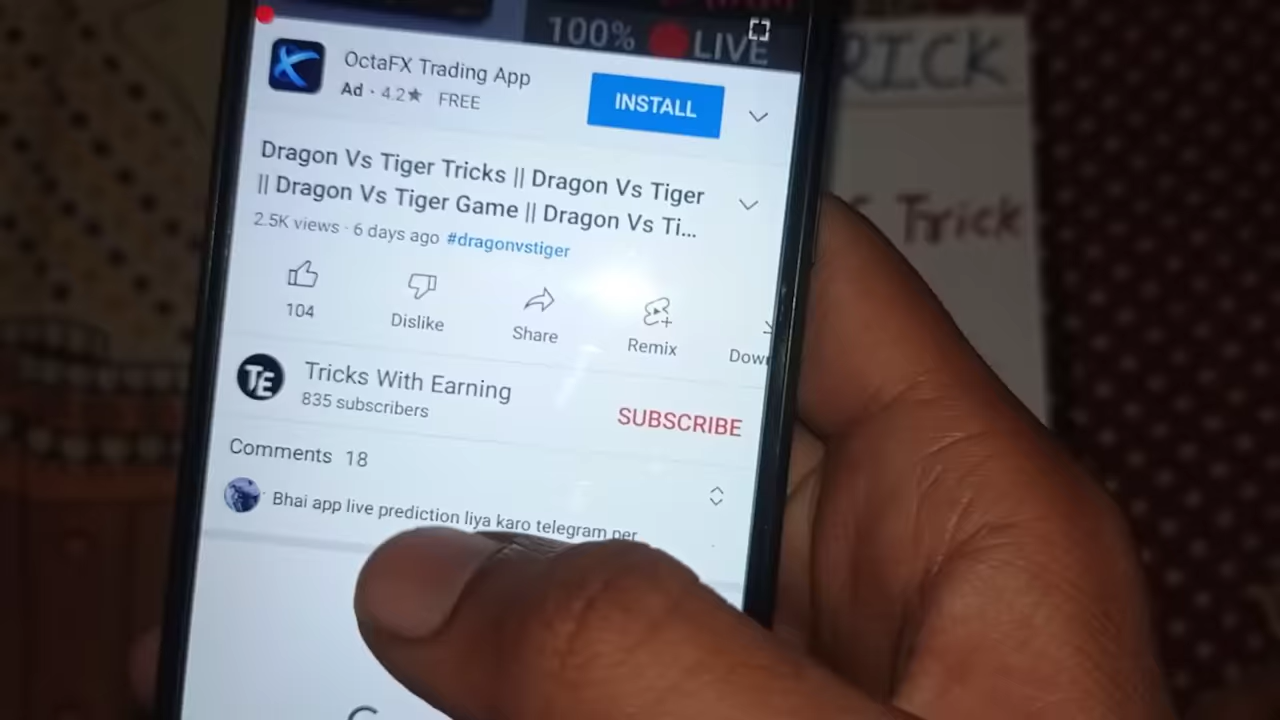 100% LIVE
OctaFX Trading App
Ad · 4.2★ FREE
INSTALL
Dragon Vs Tiger Tricks || Dragon Vs Tiger
|| Dragon Vs Tiger Game || Dragon Vs Ti...
2.5K views · 6 days ago #dragonvstiger
104
Dislike
Share
Remix
Down
TE
Tricks With Earning
835 subscribers
SUBSCRIBE
Comments 18
Bhai app live prediction liya karo telegram per
RICK
Trick